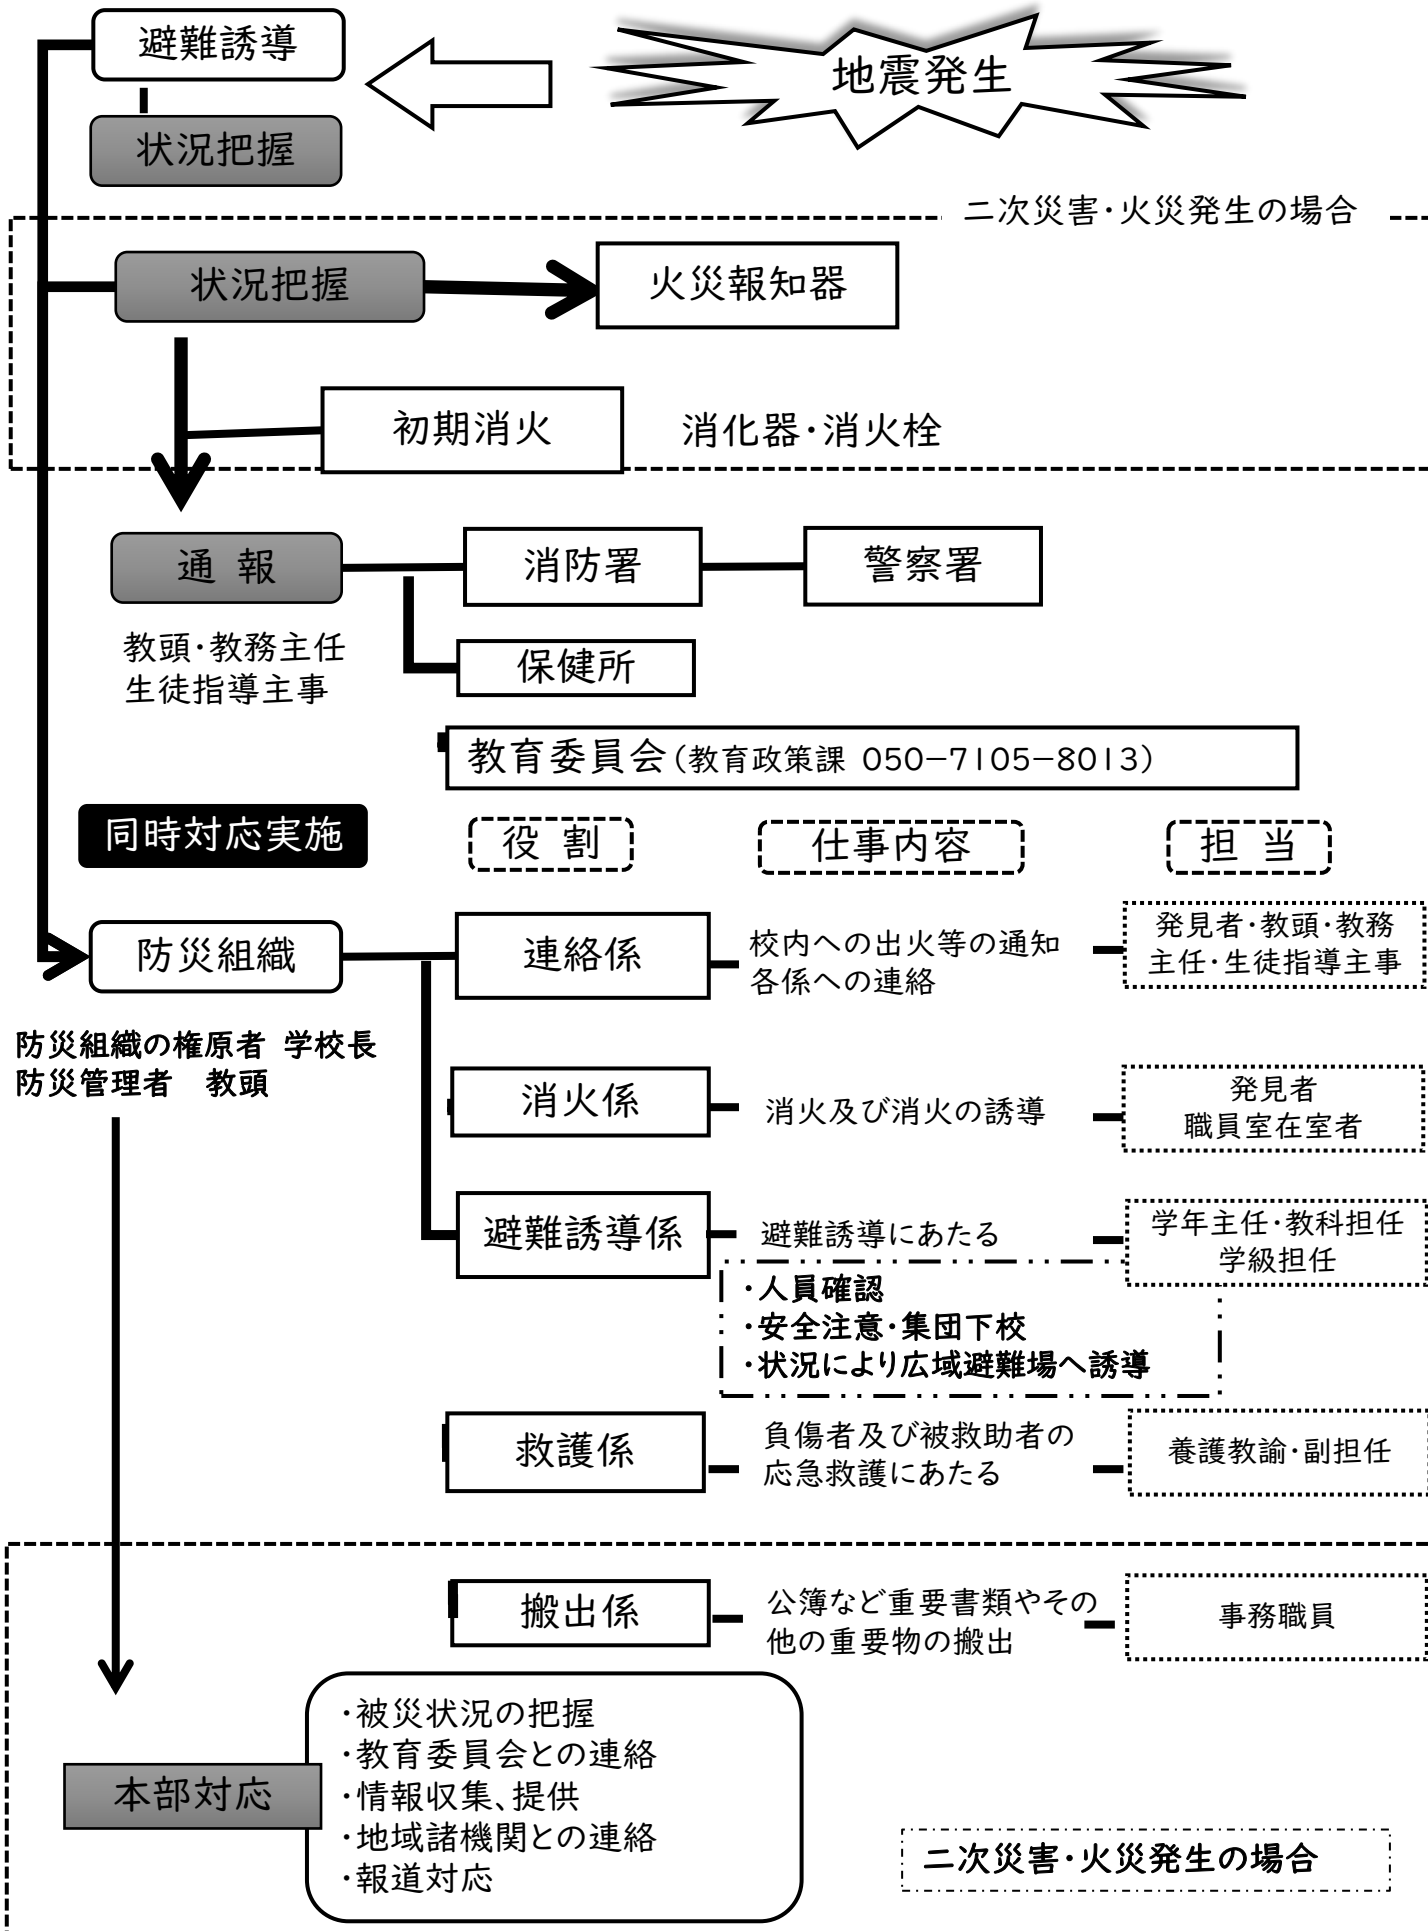 避難誘導
地震発生
状況把握
二次災害・火災発生の場合
状況把握
火災報知器
初期消火
消化器・消火栓
通 報
消防署
警察署
教頭・教務主任
生徒指導主事
保健所
教育委員会(教育政策課 050-7105-8013)
同時対応実施
役 割
仕事内容
担 当
防災組織
連絡係
校内への出火等の通知
各係への連絡
発見者・教頭・教務
主任・生徒指導主事
防災組織の権原者 学校長
防災管理者 教頭
消火係
消火及び消火の誘導
発見者
職員室在室者
避難誘導係
避難誘導にあたる
学年主任・教科担任
学級担任
・人員確認
・安全注意・集団下校
・状況により広域避難場へ誘導
救護係
負傷者及び被救助者の
応急救護にあたる
養護教諭・副担任
搬出係
公簿など重要書類やその
他の重要物の搬出
事務職員
本部対応
・被災状況の把握
・教育委員会との連絡
・情報収集、提供
・地域諸機関との連絡
・報道対応
二次災害・火災発生の場合